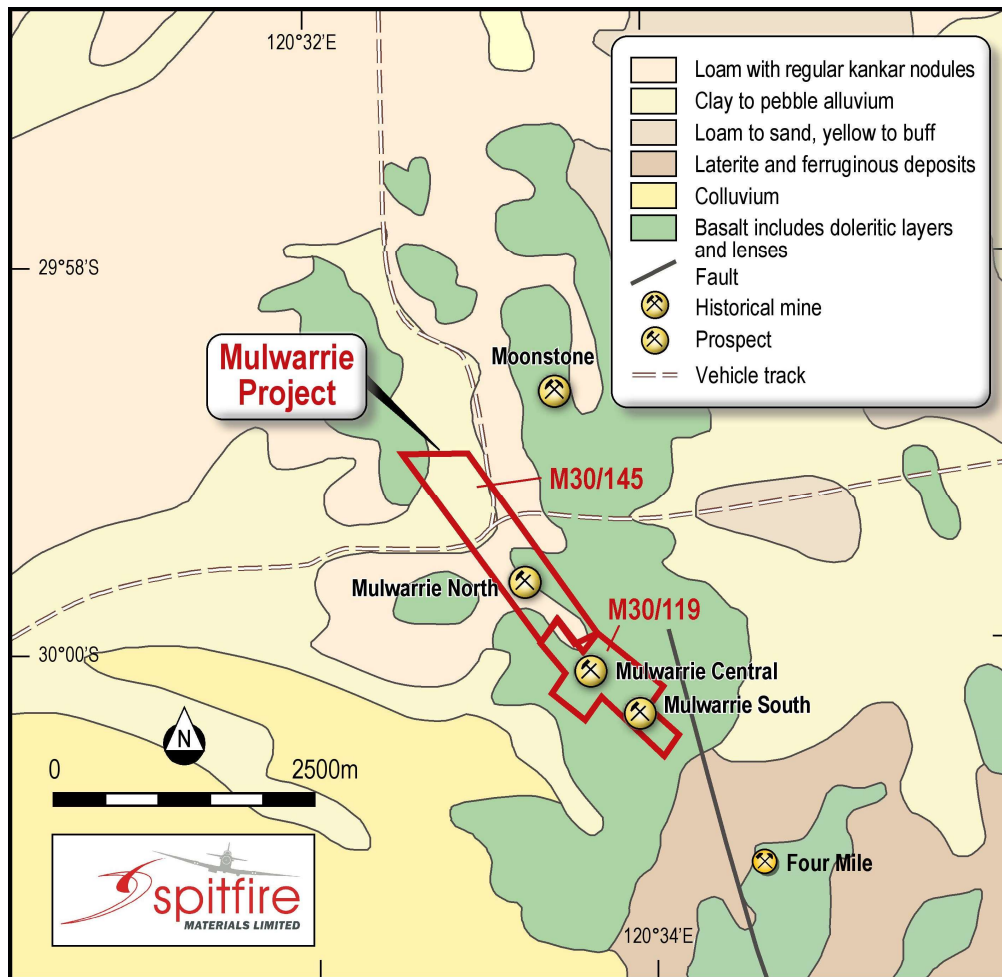 120°32'E
Loam with regular kankar nodules
Clay to pebble alluvium
Loam to sand, yellow to buff
Laterite and ferruginous deposits
Colluvium
Basalt includes doleritic layers
and lenses
Fault
Historical mine
Prospect
Vehicle track
29°58'S
Mulwarrie
Project
Moonstone
M30/145
Mulwarrie North
M30/119
30°00'S
Mulwarrie Central
Mulwarrie South
N
0 2500m
Four Mile
spitfire
MATERIALS LIMITED
120°34'E